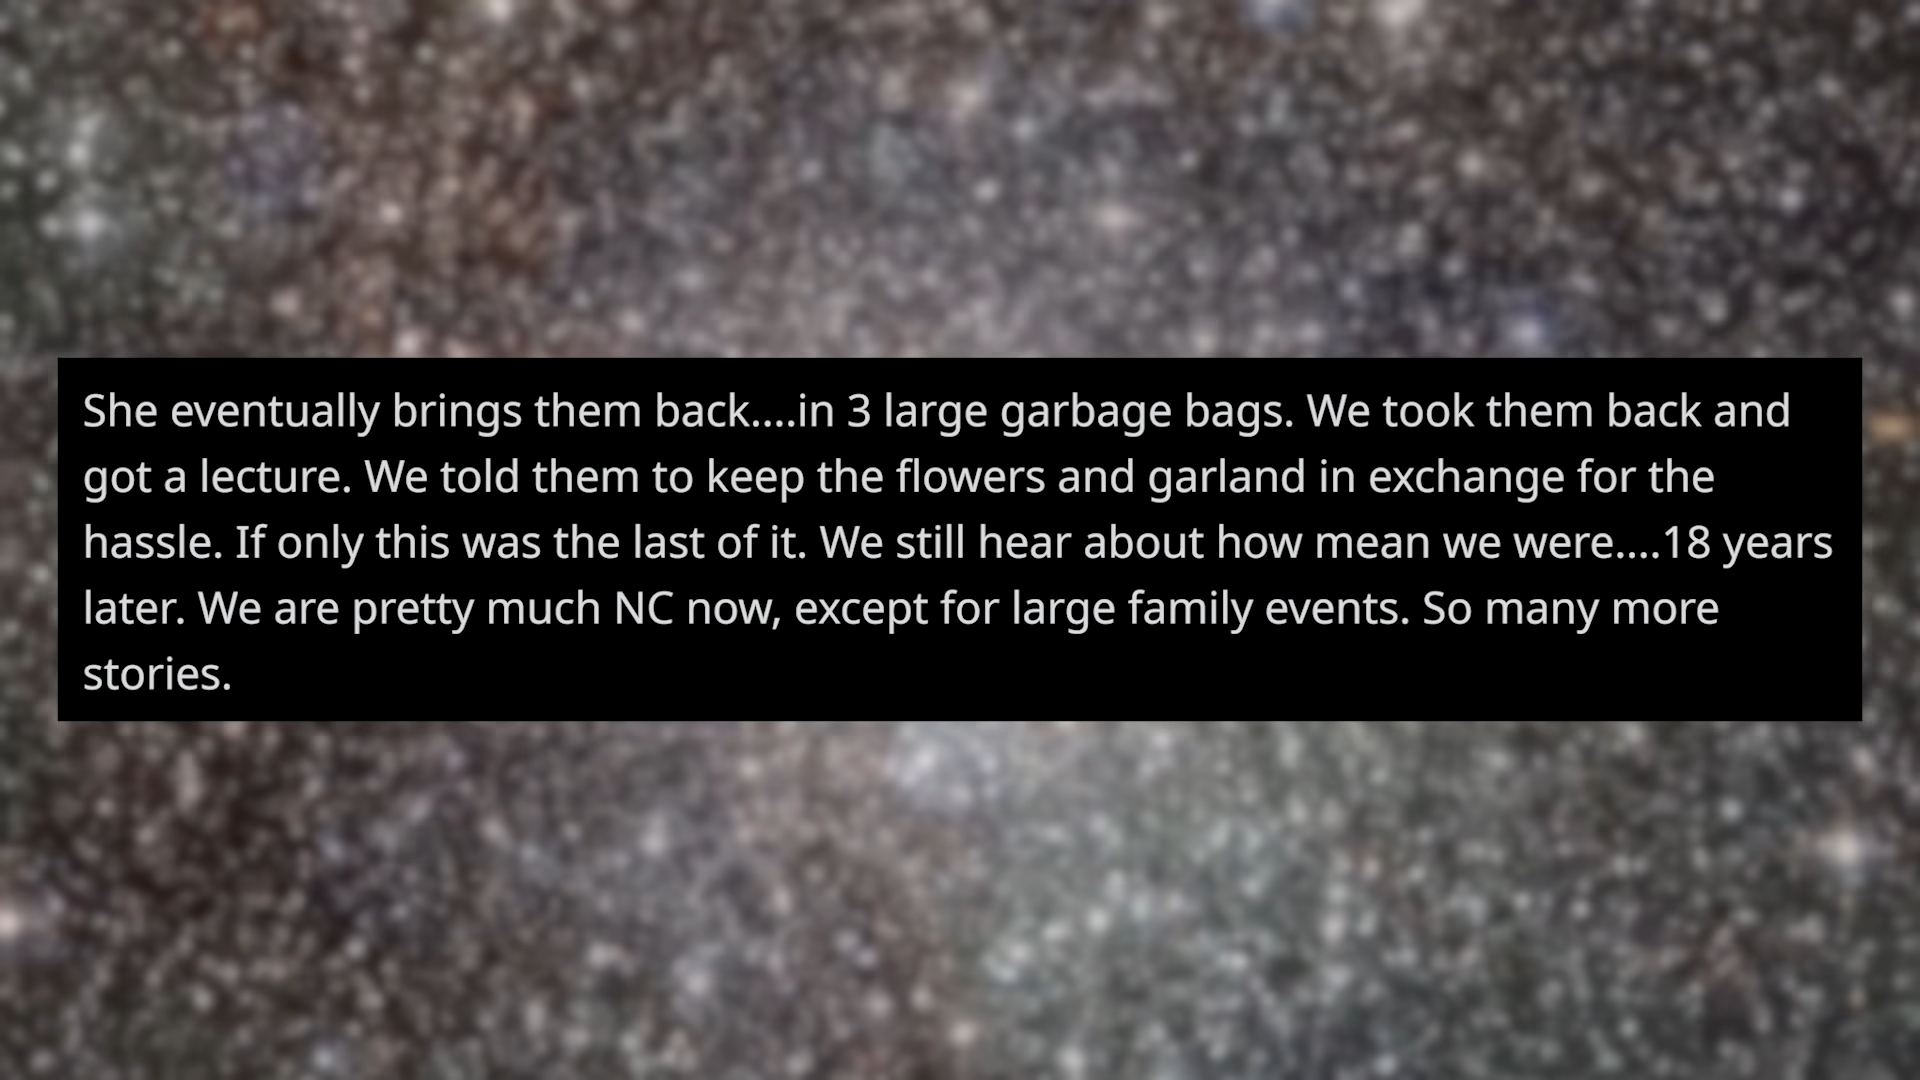 She eventually brings them back....in 3 large garbage bags. We took them back and
got a lecture. We told them to keep the flowers and garland in exchange for the
hassle. If only this was the last of it. We still hear about how mean we were....18 years
later. We are pretty much NC now, except for large family events. So many more
stories.